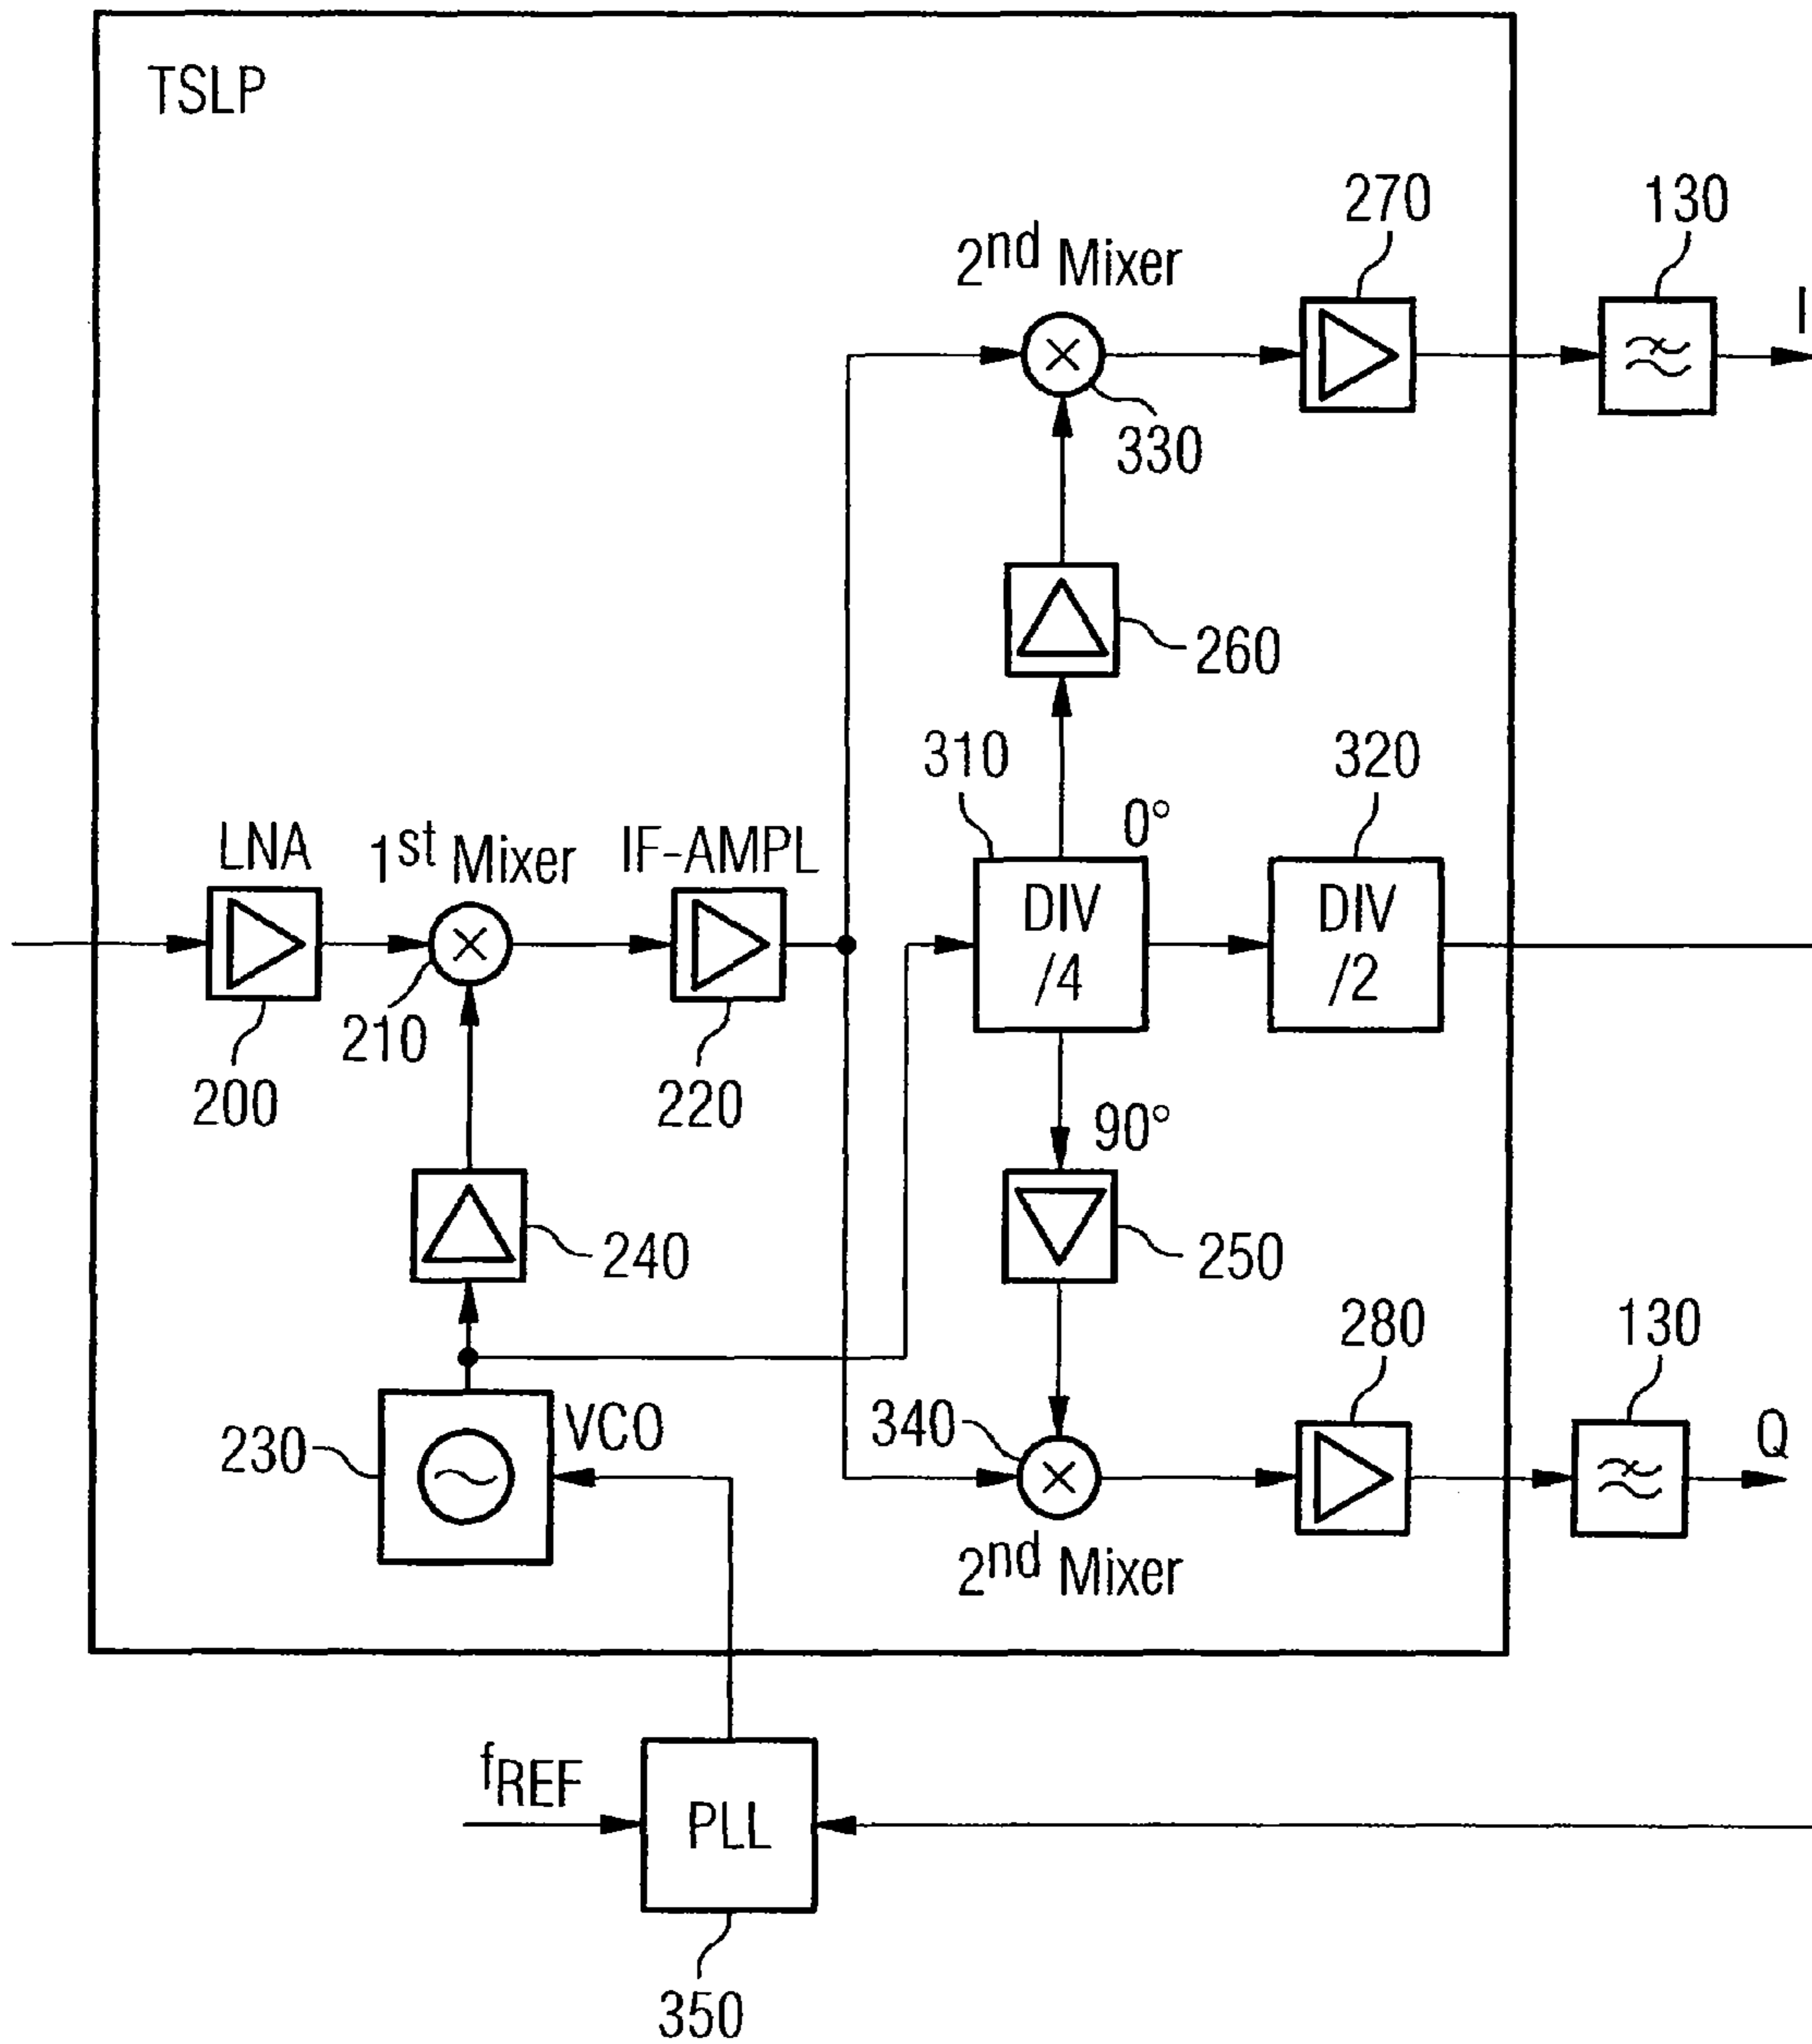 TSLP
270
130
2nd Mixer
I
330
260
310
320
0°
LNA
1st Mixer
IF-AMPL
DIV
/4
DIV
/2
210
200
220
90°
240
250
280
130
VCO
230
340
Q
2nd Mixer
fREF
PLL
350